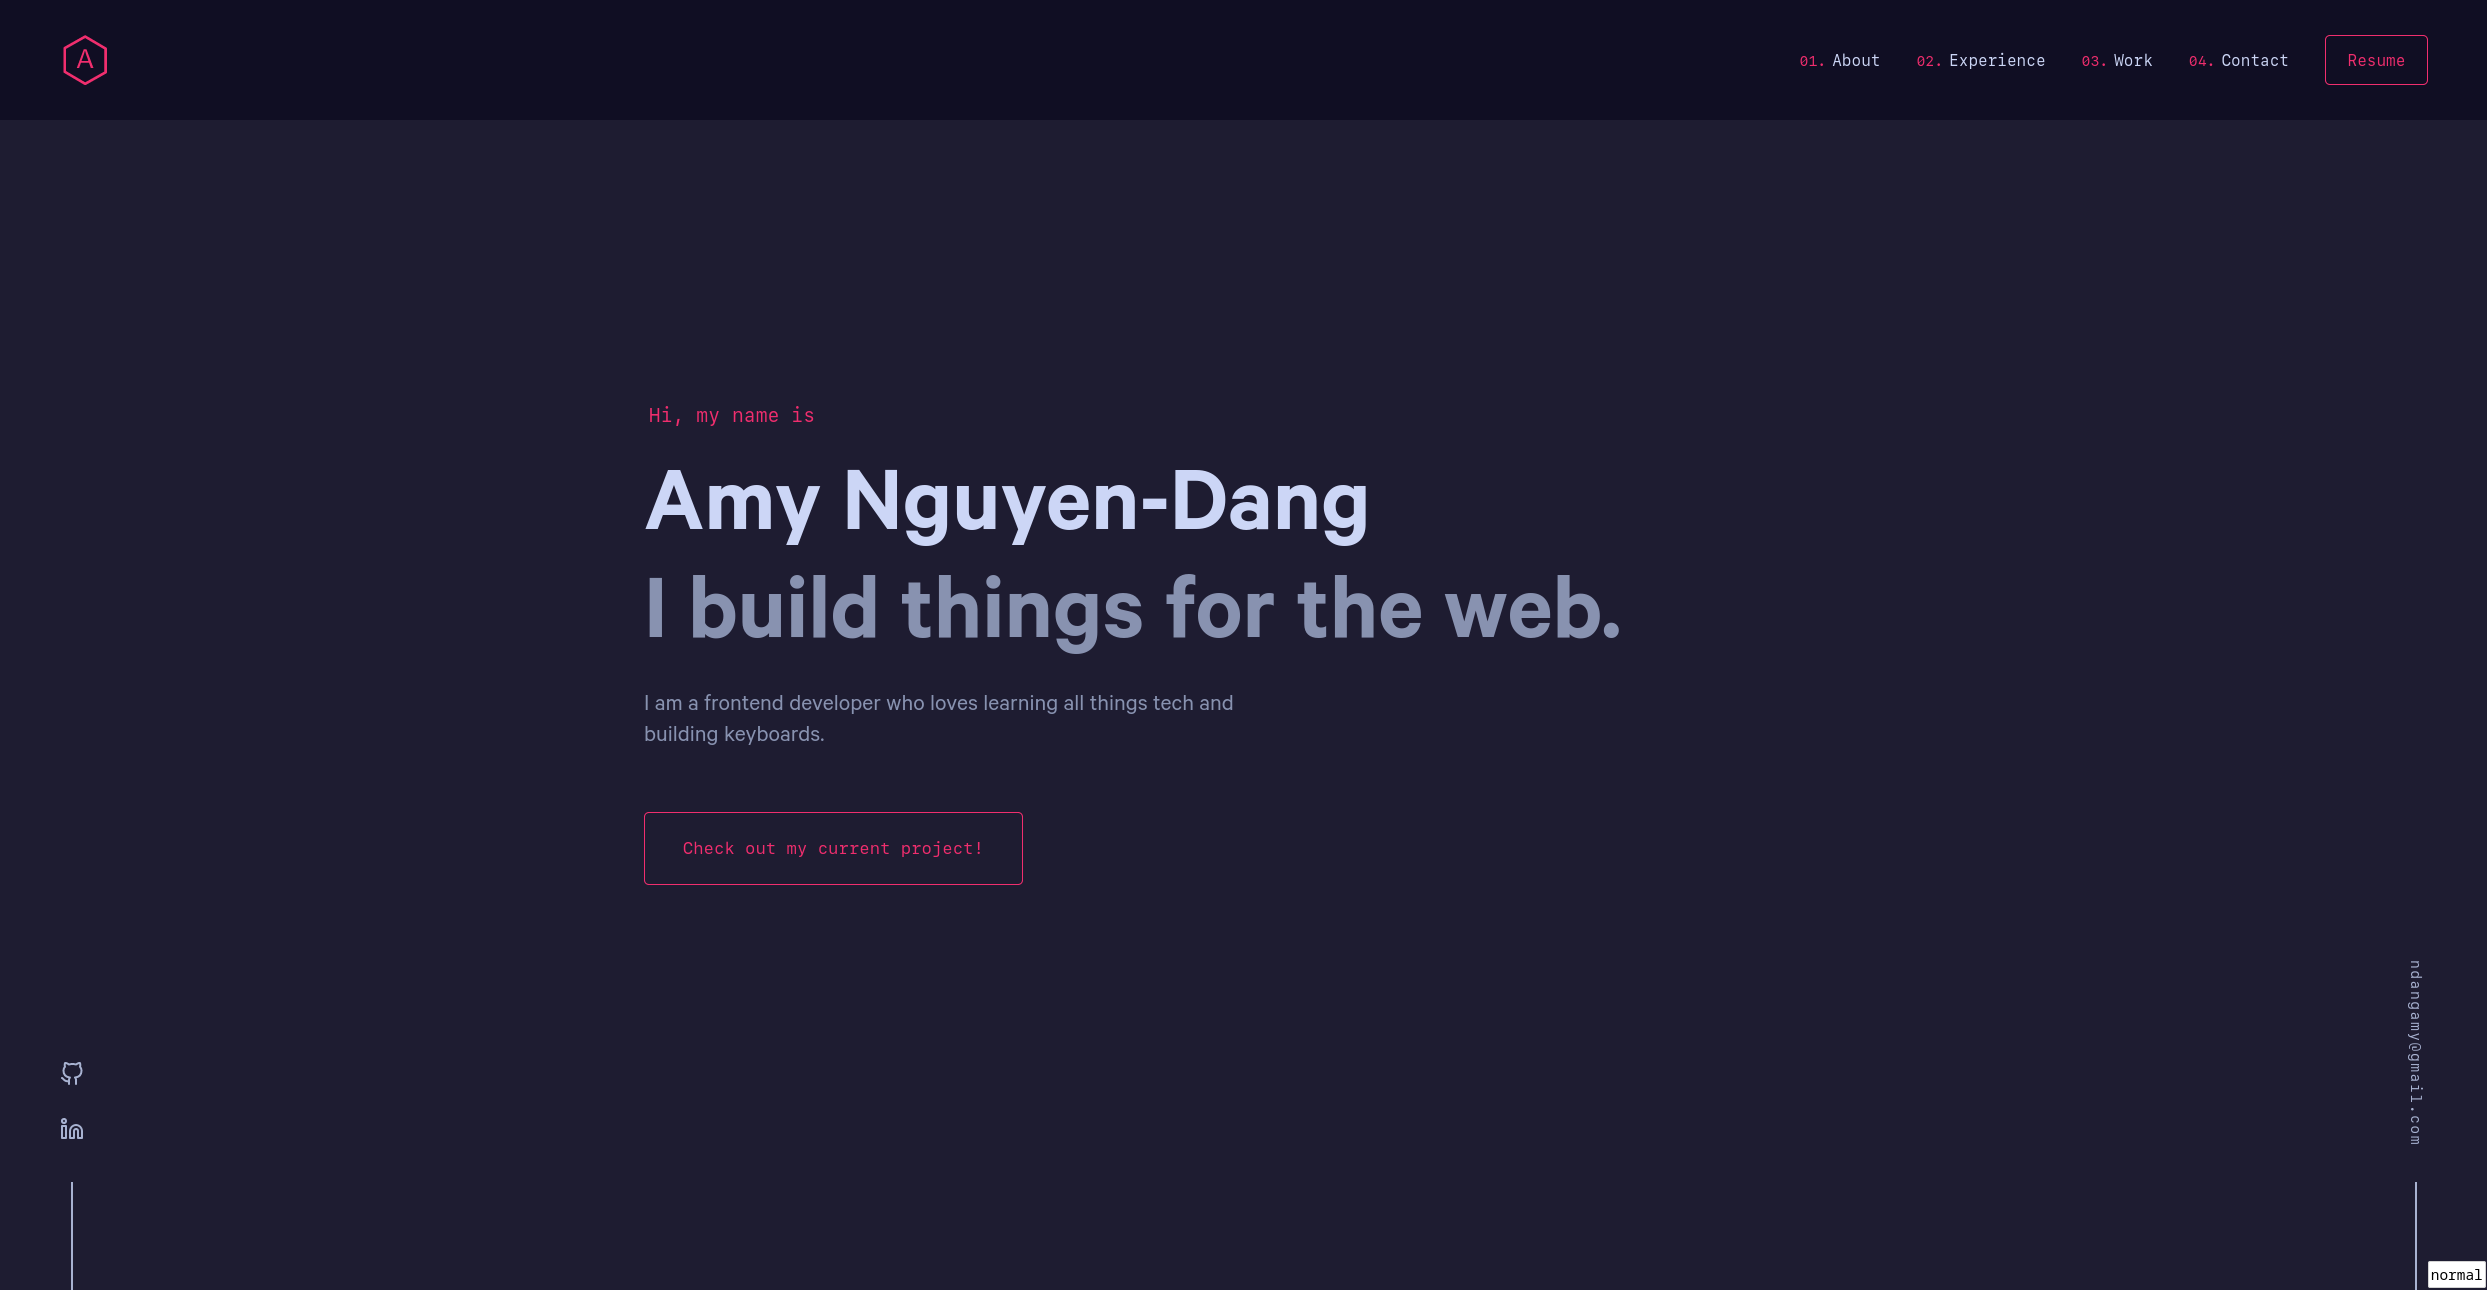 A
01. About
02. Experience
03. Work
04. Contact
Resume
Hi, my name is
Amy Nguyen-Dang
I build things for the web.
I am a frontend developer who loves learning all things tech and
building keyboards.
Check out my current project!
ndangamy@gmail.com
normal